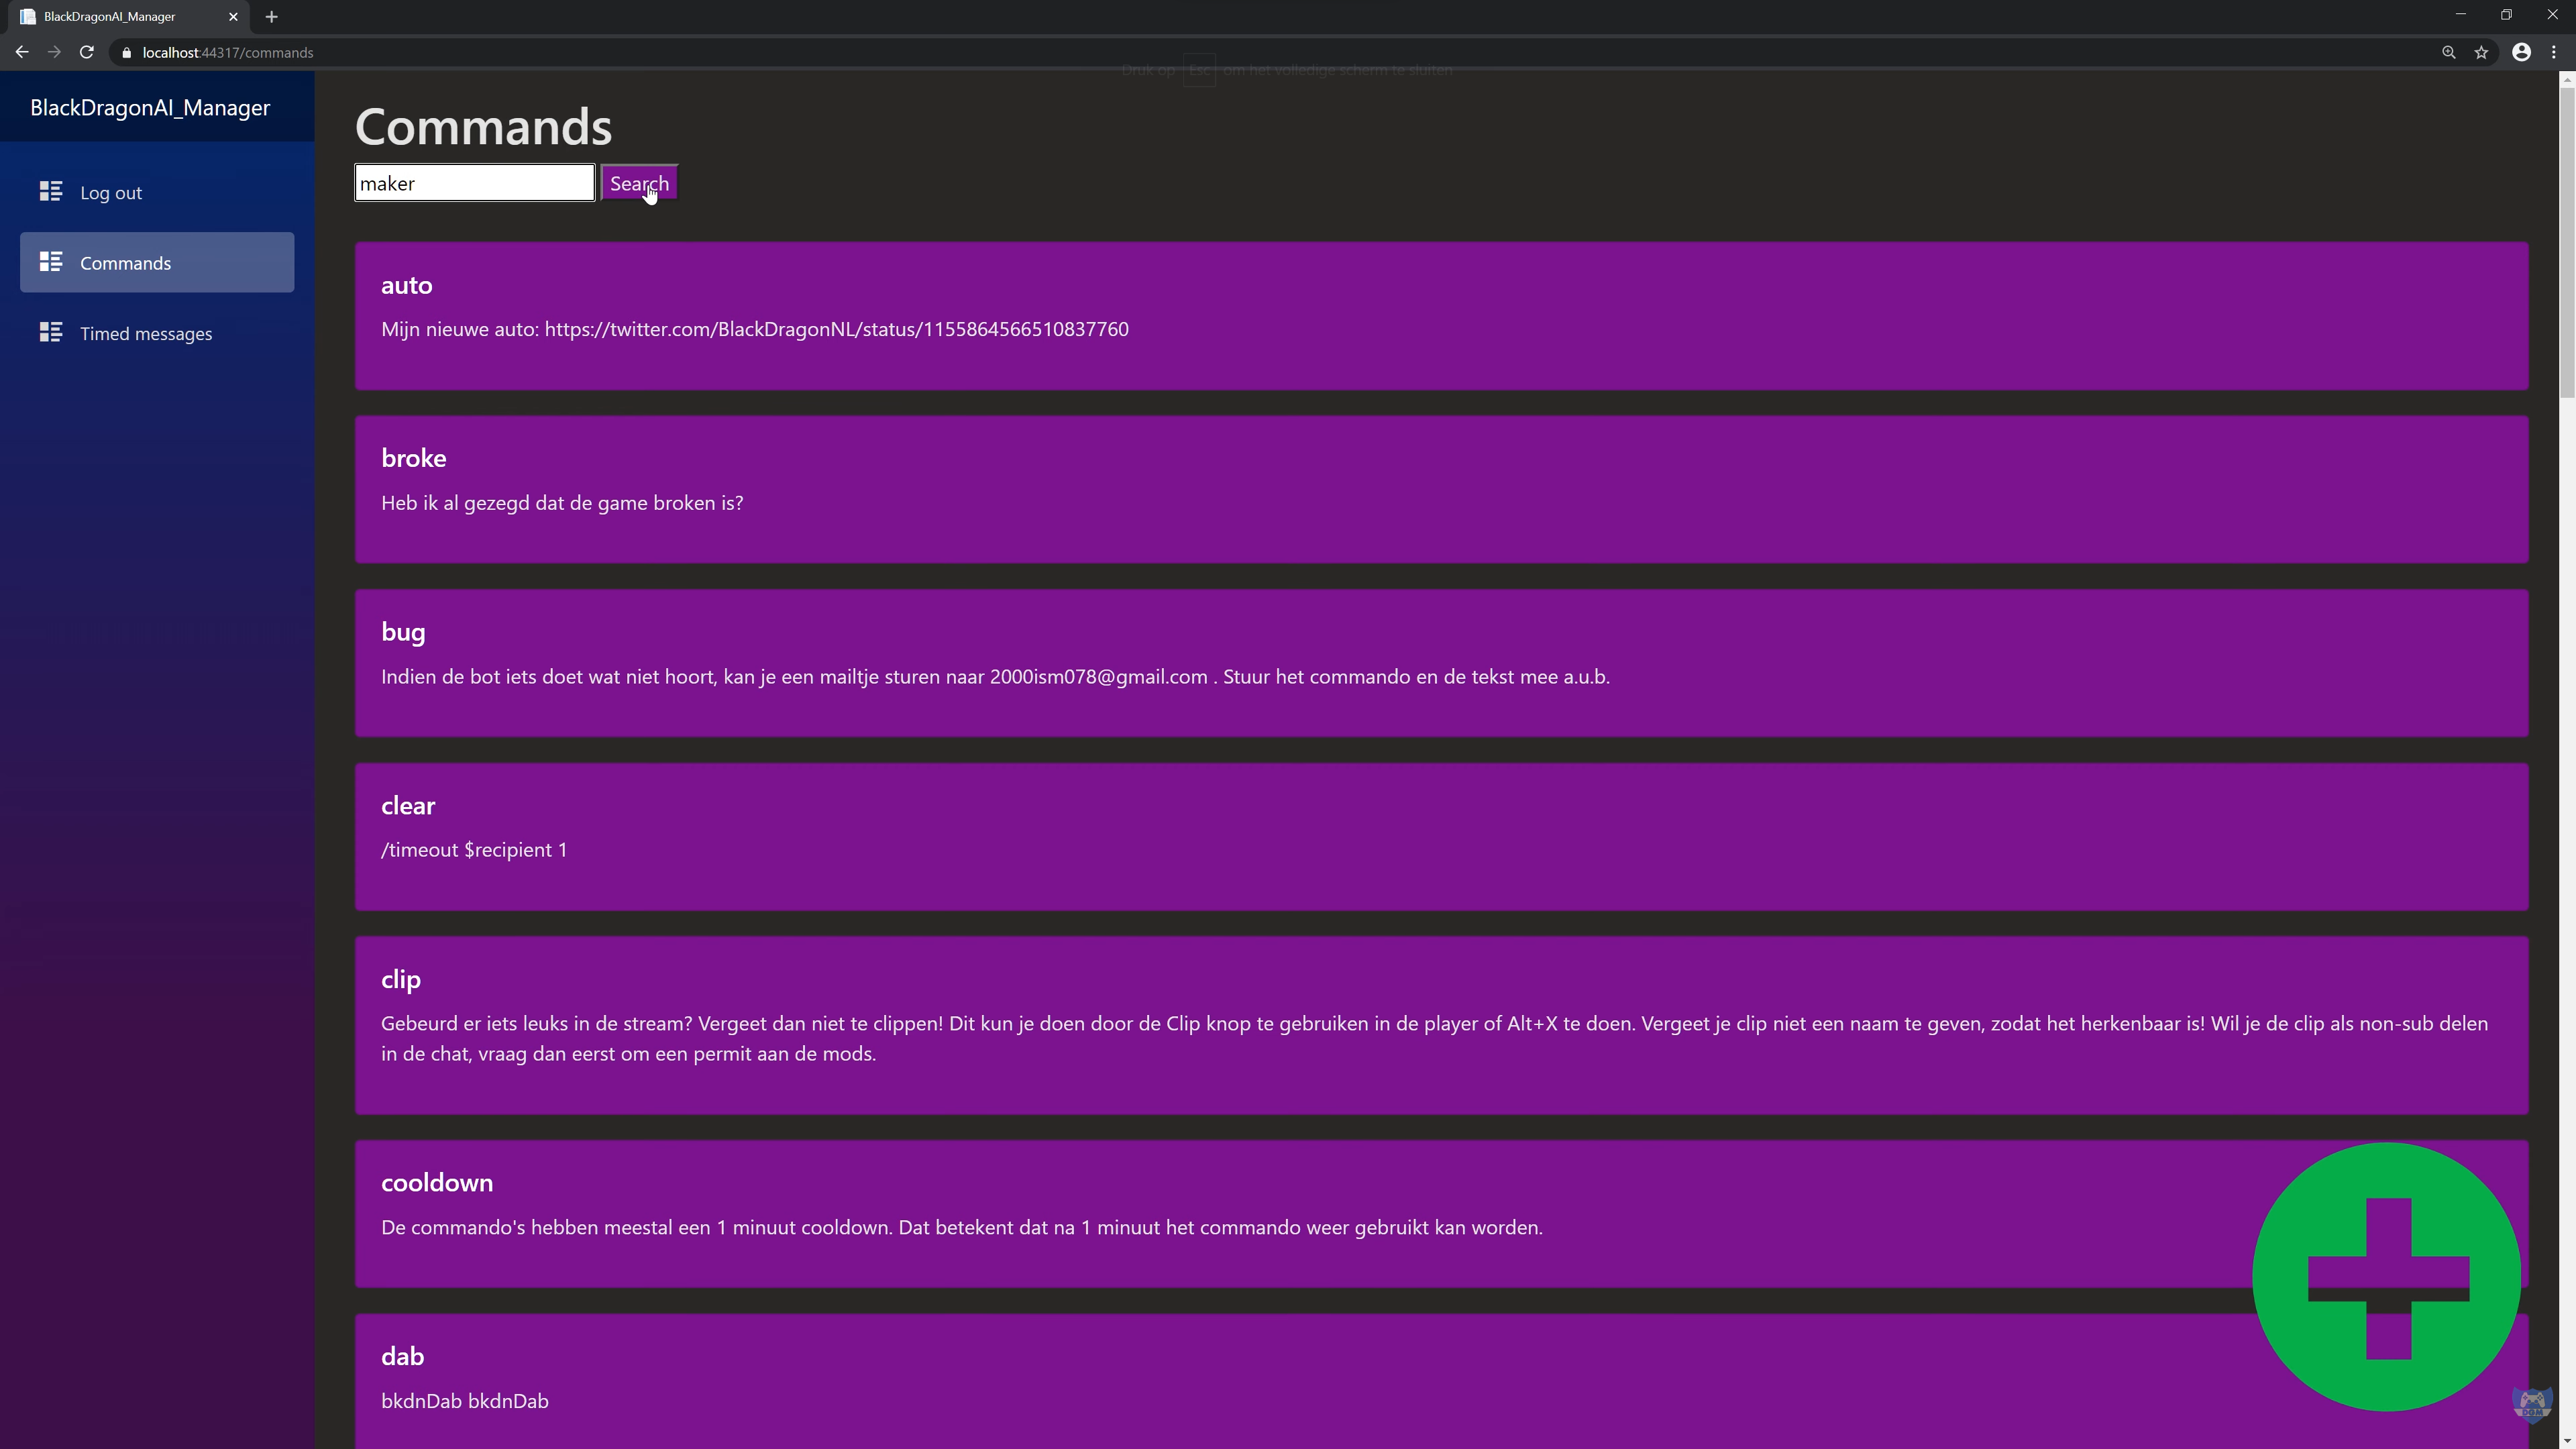 BlackDragonAI_Manager
localhost:44317/commands
Druk op Esc om het volledige scherm te sluiten
BlackDragonAI_Manager
Log out
Commands
Timed messages
Commands
maker
Search
auto
Mijn nieuwe auto: https://twitter.com/BlackDragonNL/status/1155864566510837760
broke
Heb ik al gezegd dat de game broken is?
bug
Indien de bot iets doet wat niet hoort, kan je een mailtje sturen naar 2000ism078@gmail.com . Stuur het commando en de tekst mee a.u.b.
clear
/timeout $recipient 1
clip
Gebeurd er iets leuks in de stream? Vergeet dan niet te clippen! Dit kun je doen door de Clip knop te gebruiken in de player of Alt+X te doen. Vergeet je clip niet een naam te geven, zodat het herkenbaar is! Wil je de clip als non-sub delen
in de chat, vraag dan eerst om een permit aan de mods.
cooldown
De commando's hebben meestal een 1 minuut cooldown. Dat betekent dat na 1 minuut het commando weer gebruikt kan worden.
dab
bkdnDab bkdnDab
DGM